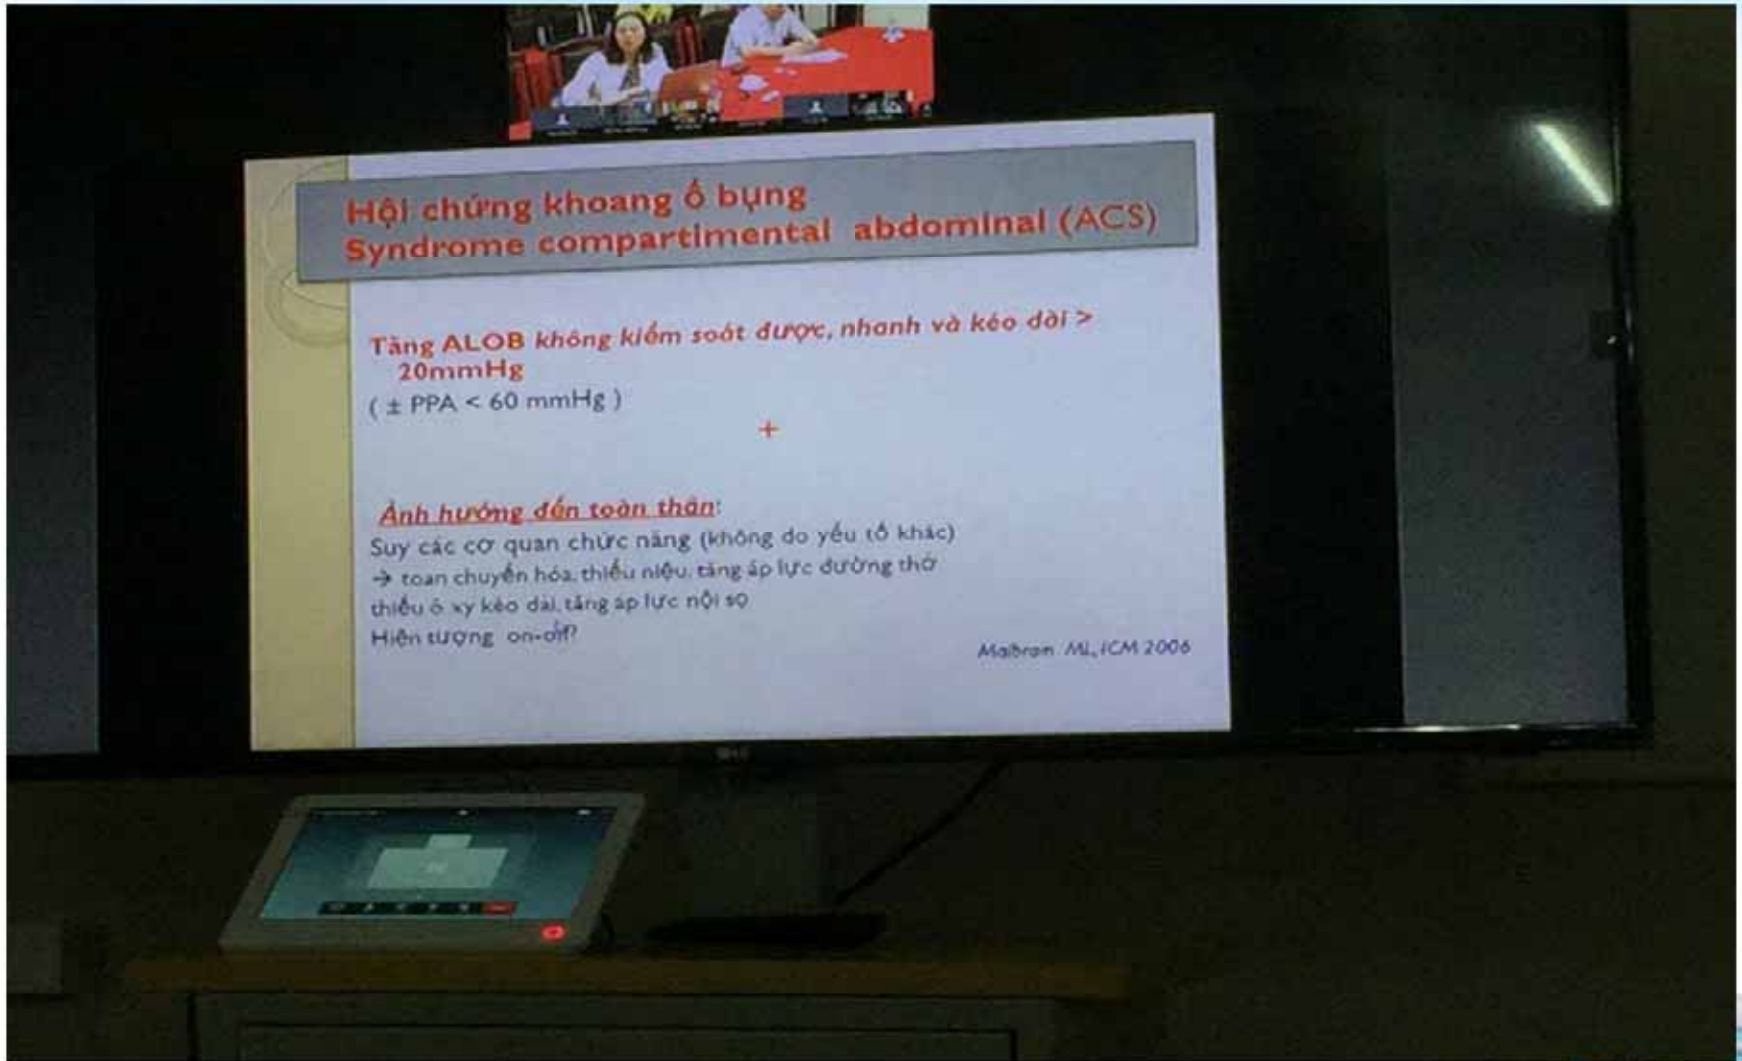 Hội chứng khoang ổ bụng
Syndrome compartimental abdominal (ACS)
Tăng ALOB không kiểm soát được, nhanh và kéo dài >
20mmHg
( ± PPA < 60 mmHg )
+
Ảnh hưởng đến toàn thân:
Suy các cơ quan chức năng (không do yếu tố khác)
→ toan chuyển hóa, thiểu niệu, tăng áp lực đường thở
thiếu ô xy kéo dài, tăng áp lực nội sọ
Hiện tượng on-off?
Malbrain ML, ICM 2006